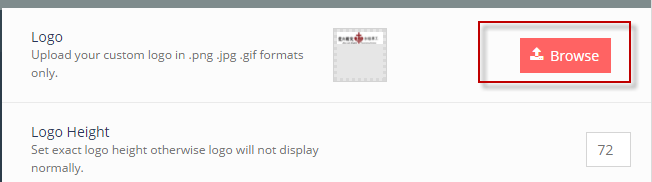 Logo
Upload your custom logo in .png .jpg .gif formats
only.
Browse
Logo Height
Set exact logo height otherwise logo will not display
normally.
72